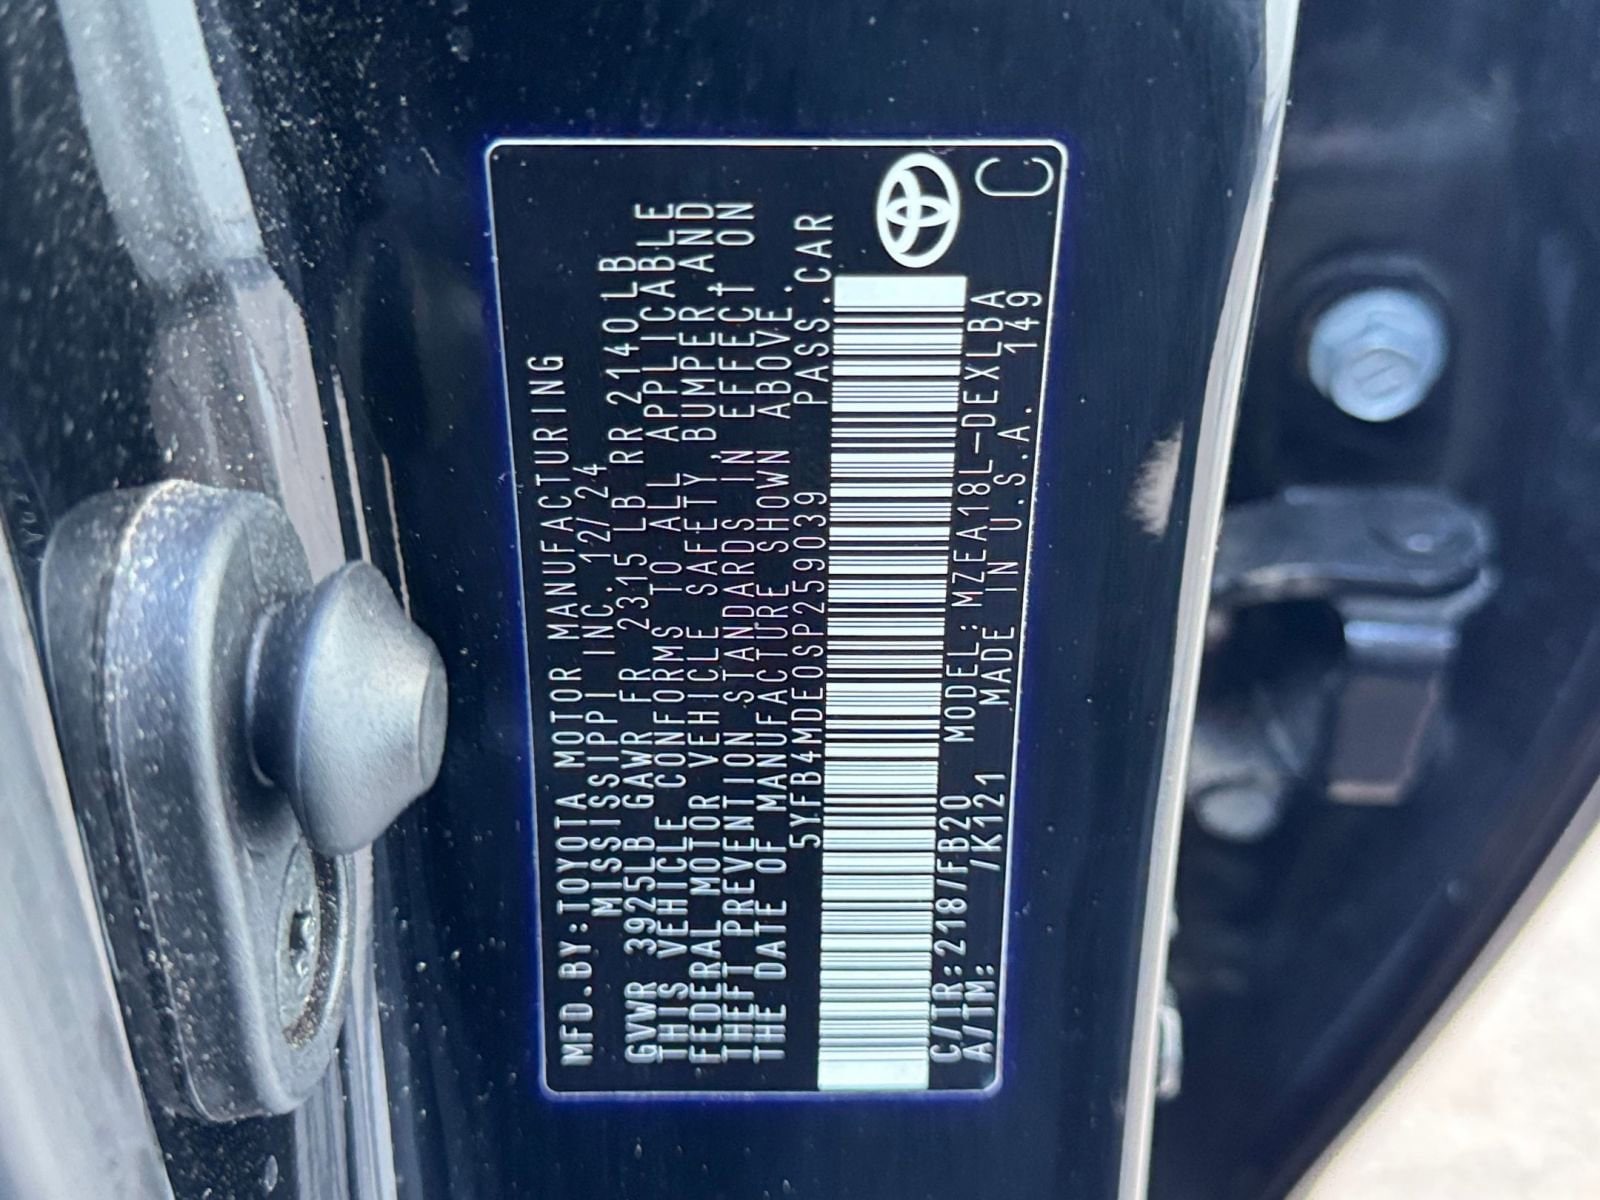 MFD.BY:TOYOTA MOTOR MANUFACTURING
MISSISSIPPI INC. 12/24
GVWR 3925LB GAWR FR 2315LB RR 2140LB
THIS VEHICLE CONFORMS TO ALL APPLICABLE
FEDERAL MOTOR VEHICLE SAFETY, BUMPER, AND
THEFT PREVENTION STANDARDS IN EFFECT ON
THE DATE OF MANUFACTURE SHOWN ABOVE.
5YFB4MDE0SP259039 PASS.CAR
C/TR:218/FB20 MODEL:MZEA18L-DEXLBA
A/TM: /K121 MADE IN U.S.A. 149
C